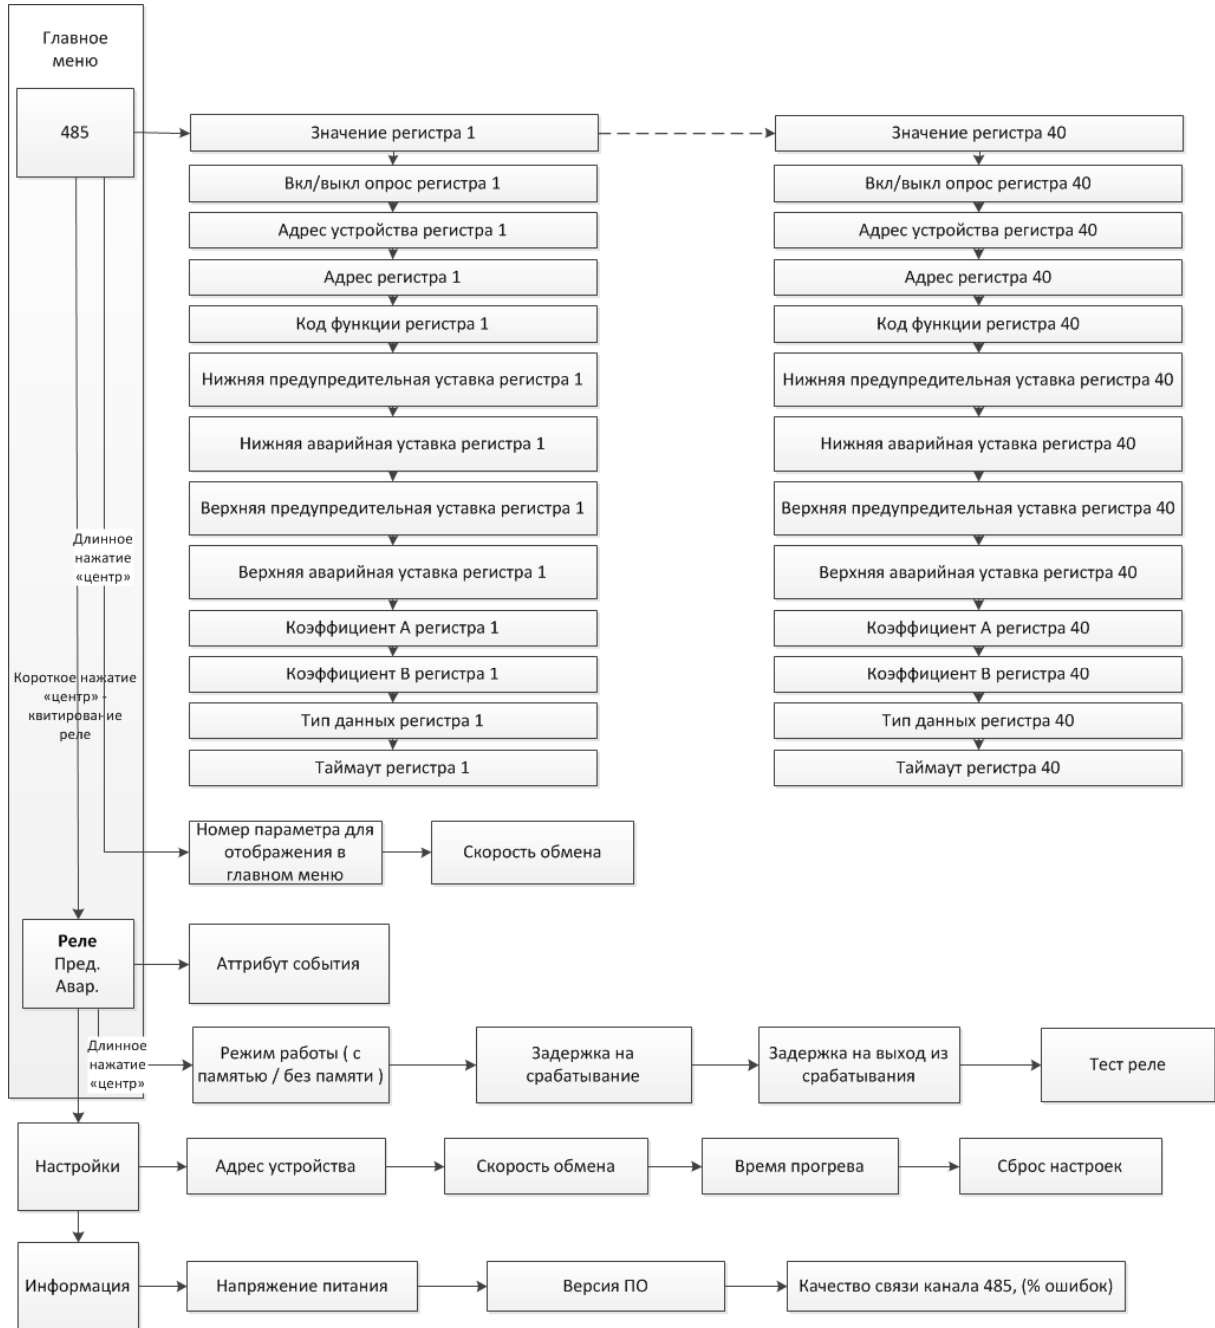 Главное
меню
485
Значение регистра 1
Значение регистра 40
Вкл/выкл опрос регистра 1
Вкл/выкл опрос регистра 40
Адрес устройства регистра 1
Адрес устройства регистра 40
Адрес регистра 1
Адрес регистра 40
Код функции регистра 1
Код функции регистра 40
Нижняя предупредительная уставка регистра 1
Нижняя предупредительная уставка регистра 40
Нижняя аварийная уставка регистра 1
Нижняя аварийная уставка регистра 40
Верхняя предупредительная уставка регистра 1
Верхняя предупредительная уставка регистра 40
Длинное
нажатие
«центр»
Верхняя аварийная уставка регистра 1
Верхняя аварийная уставка регистра 40
Коэффициент А регистра 1
Коэффициент А регистра 40
Короткое нажатие
«центр» -
квитирование
реле
Коэффициент В регистра 1
Коэффициент В регистра 40
Тип данных регистра 1
Тип данных регистра 40
Таймаут регистра 1
Таймаут регистра 40
Номер параметра для
отображения в
главном меню
Скорость обмена
Реле
Пред.
Авар.
Аттрибут события
Длинное
нажатие
«центр»
Режим работы ( с
памятью / без памяти )
Задержка на
срабатывание
Задержка на выход из
срабатывания
Тест реле
Настройки
Адрес устройства
Скорость обмена
Время прогрева
Сброс настроек
Информация
Напряжение питания
Версия ПО
Качество связи канала 485, (% ошибок)